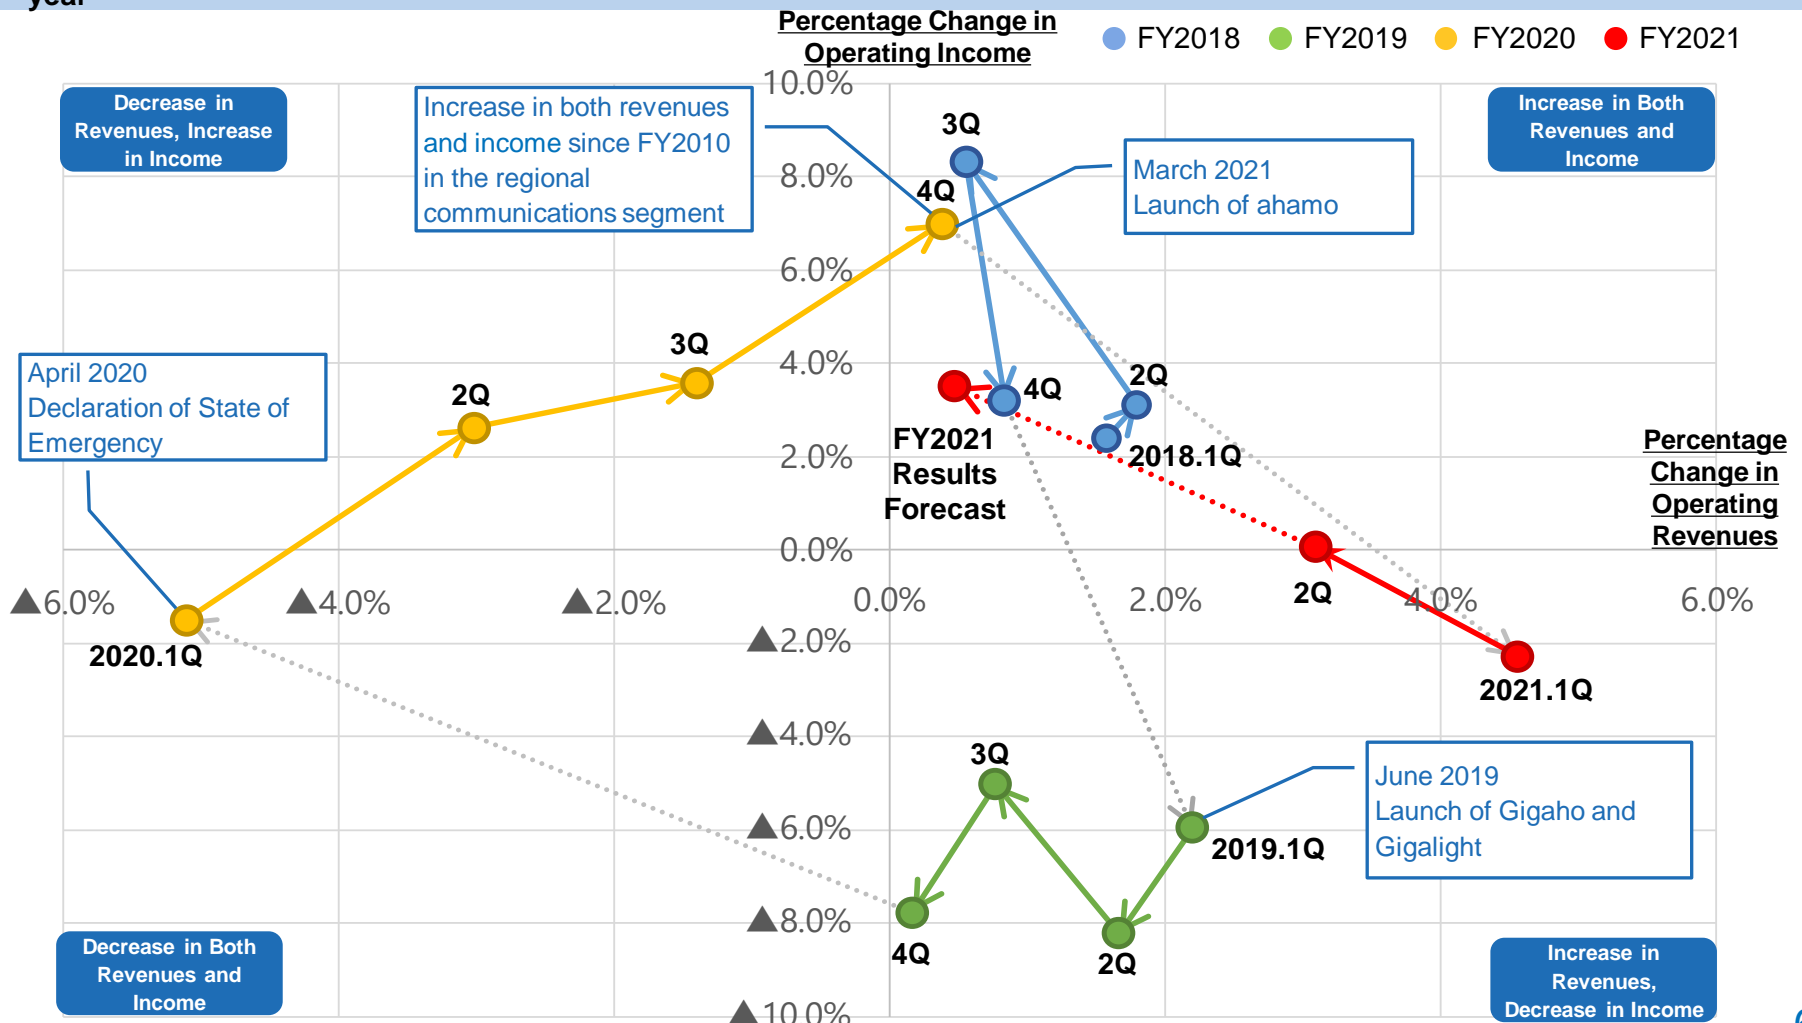 year
Percentage Change in
Operating Income
FY2018
FY2019
FY2020
FY2021
10.0%
8.0%
6.0%
4.0%
2.0%
0.0%
▲2.0%
▲4.0%
▲6.0%
▲8.0%
▲10.0%
▲6.0%
▲4.0%
▲2.0%
0.0%
2.0%
4.0%
6.0%
Decrease in
Revenues, Increase
in Income
Increase in both revenues
and income since FY2010
in the regional
communications segment
3Q
4Q
March 2021
Launch of ahamo
Increase in Both
Revenues and
Income
April 2020
Declaration of State of
Emergency
2Q
3Q
4Q
2Q
2018.1Q
FY2021
Results
Forecast
Percentage
Change in
Operating
Revenues
2020.1Q
2Q
2021.1Q
3Q
2019.1Q
June 2019
Launch of Gigaho and
Gigalight
4Q
2Q
Decrease in Both
Revenues and
Income
Increase in
Revenues,
Decrease in Income